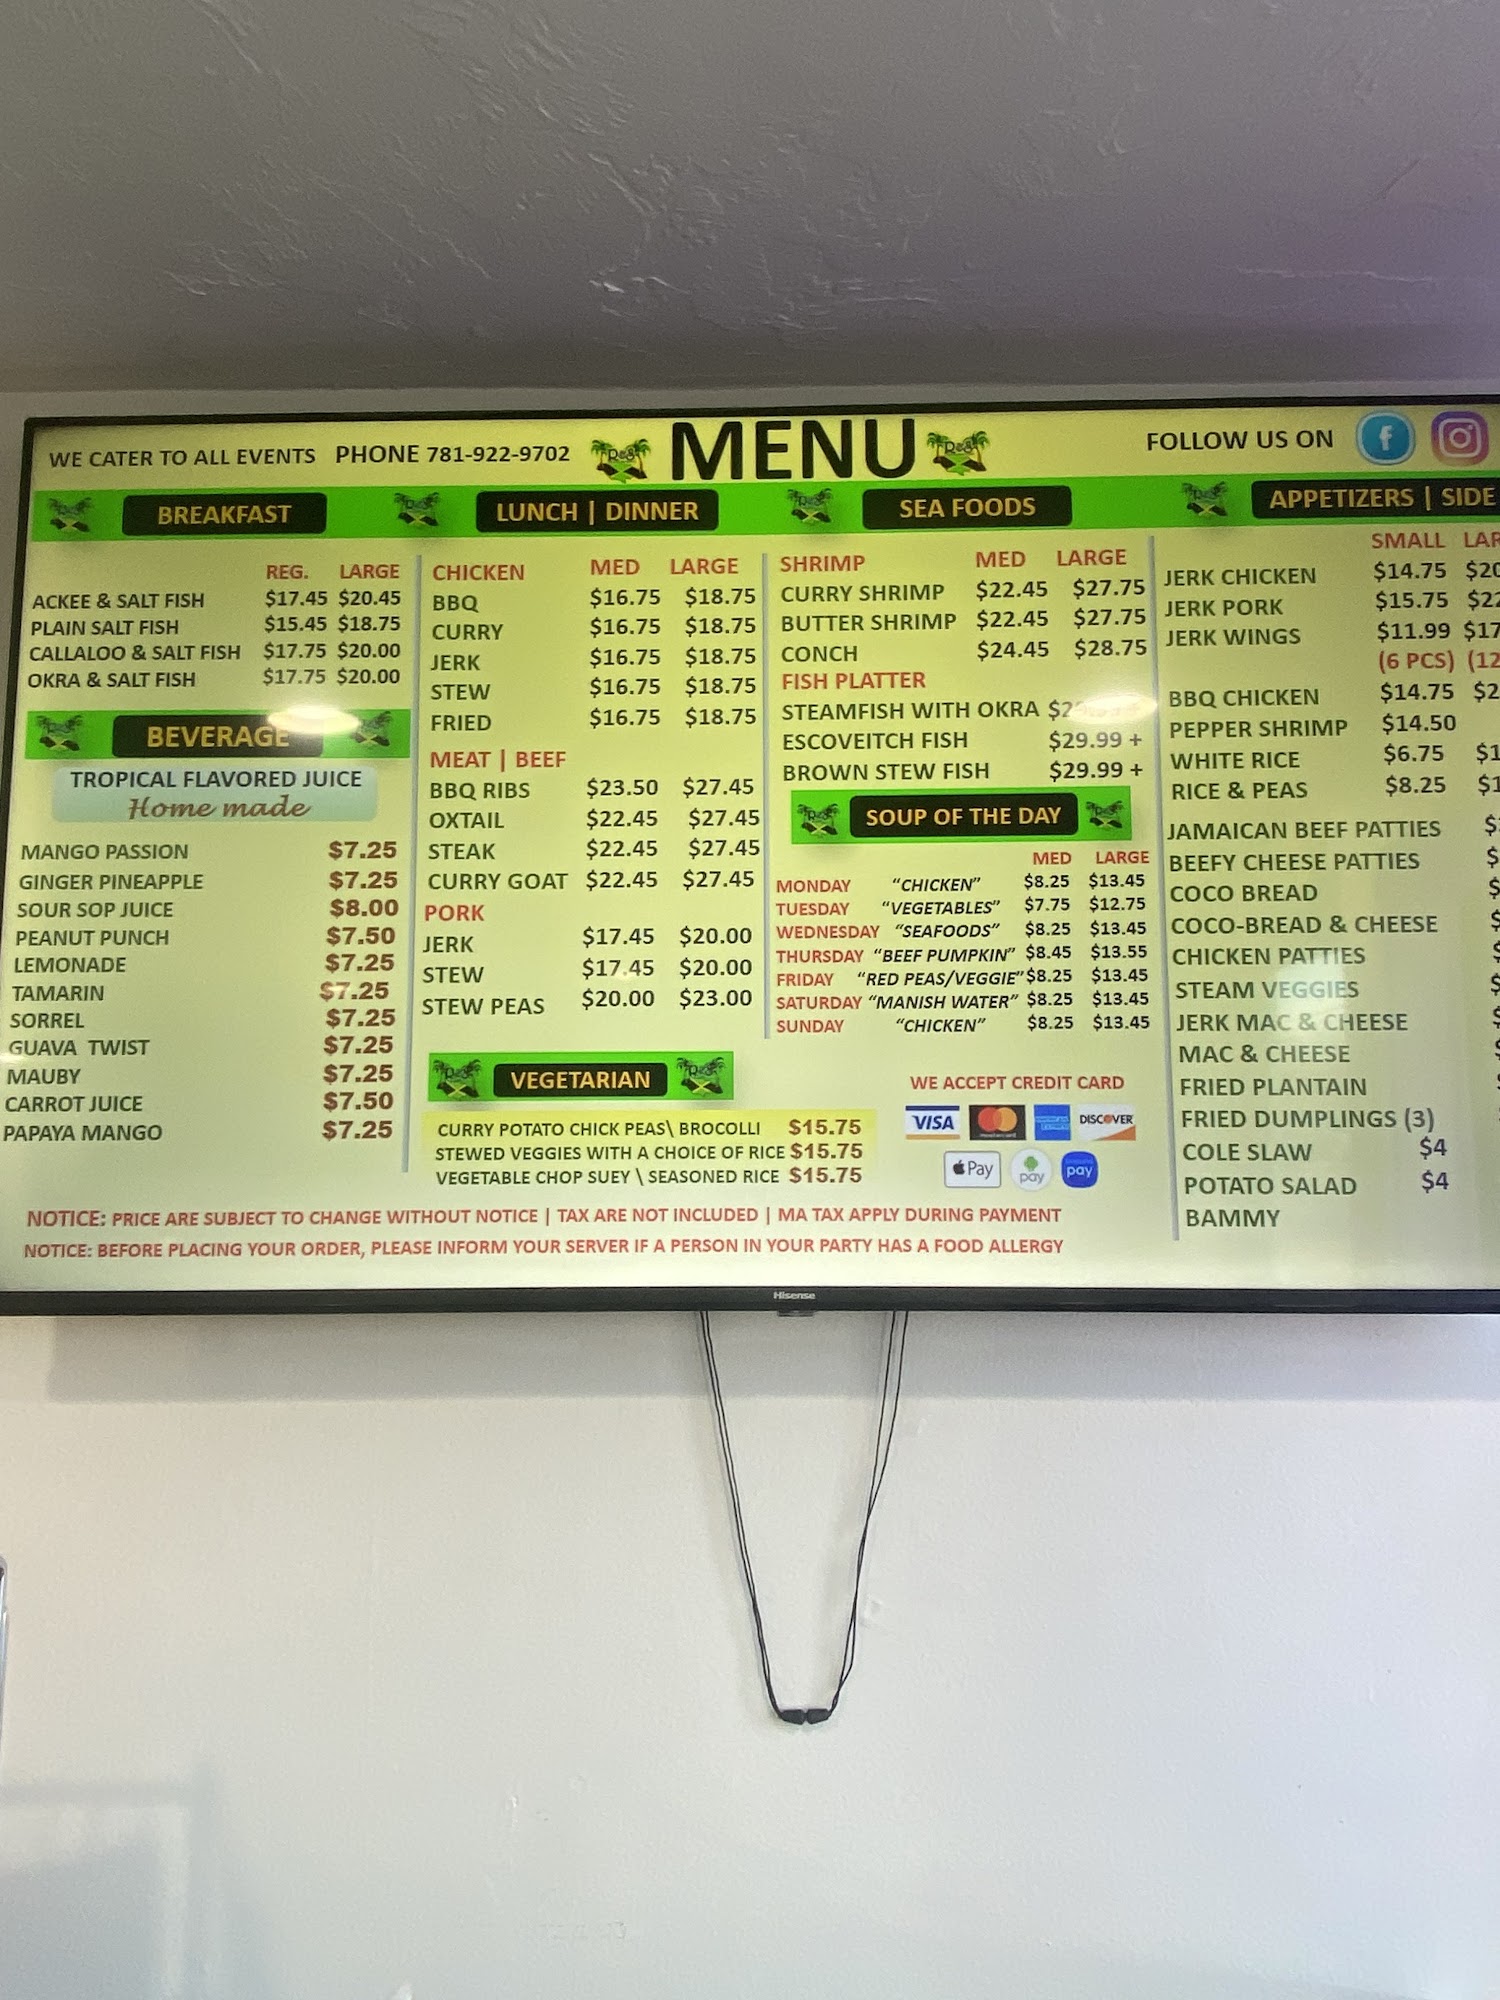 WE CATER TO ALL EVENTS PHONE 781-922-9702 R&S MENU R&S FOLLOW US ON
BREAKFAST
REG. LARGE
ACKEE & SALT FISH $17.45 $20.45
PLAIN SALT FISH $15.45 $18.75
CALLALOO & SALT FISH $17.75 $20.00
OKRA & SALT FISH $17.75 $20.00
BEVERAGE
TROPICAL FLAVORED JUICE
Home made
MANGO PASSION $7.25
GINGER PINEAPPLE $7.25
SOUR SOP JUICE $8.00
PEANUT PUNCH $7.50
LEMONADE $7.25
TAMARIN $7.25
SORREL $7.25
GUAVA TWIST $7.25
MAUBY $7.25
CARROT JUICE $7.50
PAPAYA MANGO $7.25
LUNCH | DINNER
CHICKEN MED LARGE
BBQ $16.75 $18.75
CURRY $16.75 $18.75
JERK $16.75 $18.75
STEW $16.75 $18.75
FRIED $16.75 $18.75
MEAT | BEEF
BBQ RIBS $23.50 $27.45
OXTAIL $22.45 $27.45
STEAK $22.45 $27.45
CURRY GOAT $22.45 $27.45
PORK
JERK $17.45 $20.00
STEW $17.45 $20.00
STEW PEAS $20.00 $23.00
VEGETARIAN
CURRY POTATO CHICK PEAS\ BROCOLLI $15.75
STEWED VEGGIES WITH A CHOICE OF RICE $15.75
VEGETABLE CHOP SUEY \ SEASONED RICE $15.75
SEA FOODS
SHRIMP MED LARGE
CURRY SHRIMP $22.45 $27.75
BUTTER SHRIMP $22.45 $27.75
CONCH $24.45 $28.75
FISH PLATTER
STEAMFISH WITH OKRA
ESCOVEITCH FISH $29.99 +
BROWN STEW FISH $29.99 +
SOUP OF THE DAY
MED LARGE
MONDAY "CHICKEN" $8.25 $13.45
TUESDAY "VEGETABLES" $7.75 $12.75
WEDNESDAY "SEAFOODS" $8.25 $13.45
THURSDAY "BEEF PUMPKIN" $8.45 $13.55
FRIDAY "RED PEAS/VEGGIE" $8.25 $13.45
SATURDAY "MANISH WATER" $8.25 $13.45
SUNDAY "CHICKEN" $8.25 $13.45
WE ACCEPT CREDIT CARD
VISA mastercard DISCOVER
Pay pay pay
APPETIZERS | SIDE
SMALL
JERK CHICKEN $14.75
JERK PORK $15.75
JERK WINGS $11.99
(6 PCS)
BBQ CHICKEN $14.75
PEPPER SHRIMP $14.50
WHITE RICE $6.75
RICE & PEAS $8.25
JAMAICAN BEEF PATTIES
BEEFY CHEESE PATTIES
COCO BREAD
COCO-BREAD & CHEESE
CHICKEN PATTIES
STEAM VEGGIES
JERK MAC & CHEESE
MAC & CHEESE
FRIED PLANTAIN
FRIED DUMPLINGS (3)
COLE SLAW $4
POTATO SALAD $4
BAMMY
NOTICE: PRICE ARE SUBJECT TO CHANGE WITHOUT NOTICE | TAX ARE NOT INCLUDED | MA TAX APPLY DURING PAYMENT
NOTICE: BEFORE PLACING YOUR ORDER, PLEASE INFORM YOUR SERVER IF A PERSON IN YOUR PARTY HAS A FOOD ALLERGY
Hisense